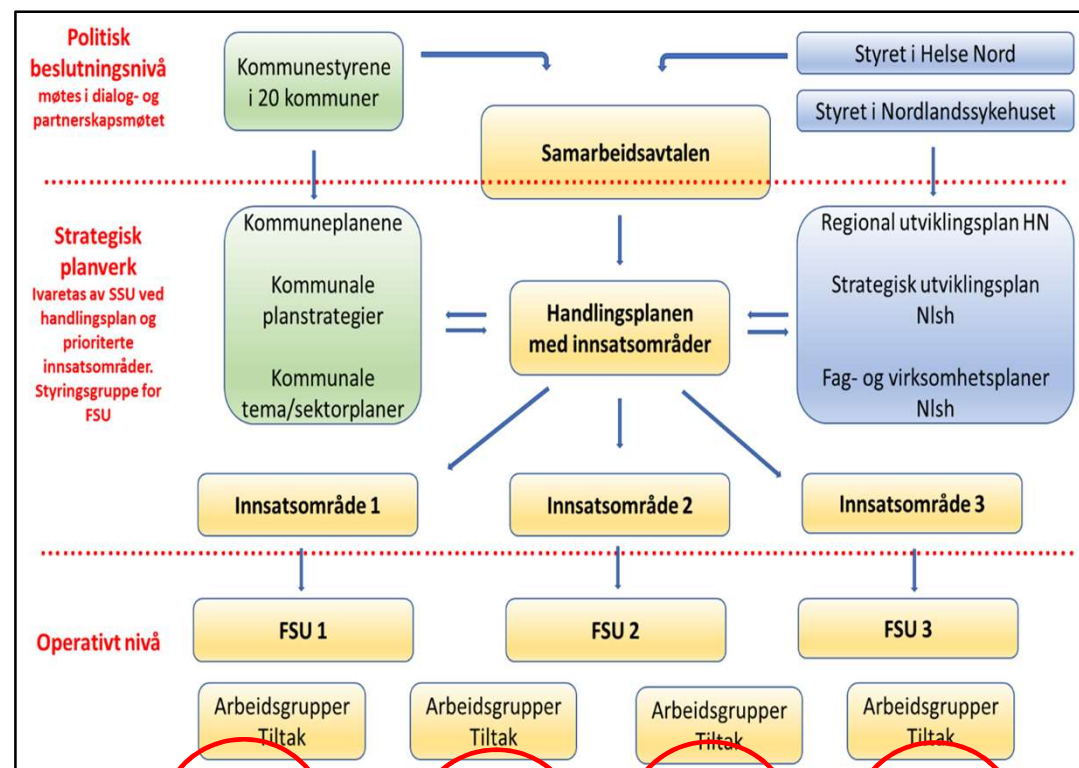 Politisk
beslutningsnivå
møtes i dialog- og
partnerskapsmøtet
Kommunestyrene
i 20 kommuner
Styret i Helse Nord
Styret i Nordlandssykehuset
Samarbeidsavtalen
Strategisk
planverk
Ivaretas av SSU ved
handlingsplan og
prioriterte
innsatsområder.
Styringsgruppe for
FSU
Kommuneplanene
Kommunale
planstrategier
Kommunale
tema/sektorplaner
Handlingsplanen
med innsatsområder
Regional utviklingsplan HN
Strategisk utviklingsplan
Nlsh
Fag- og virksomhetsplaner
Nlsh
Innsatsområde 1
Innsatsområde 2
Innsatsområde 3
Operativt nivå
FSU 1
FSU 2
FSU 3
Arbeidsgrupper
Tiltak
Arbeidsgrupper
Tiltak
Arbeidsgrupper
Tiltak
Arbeidsgrupper
Tiltak